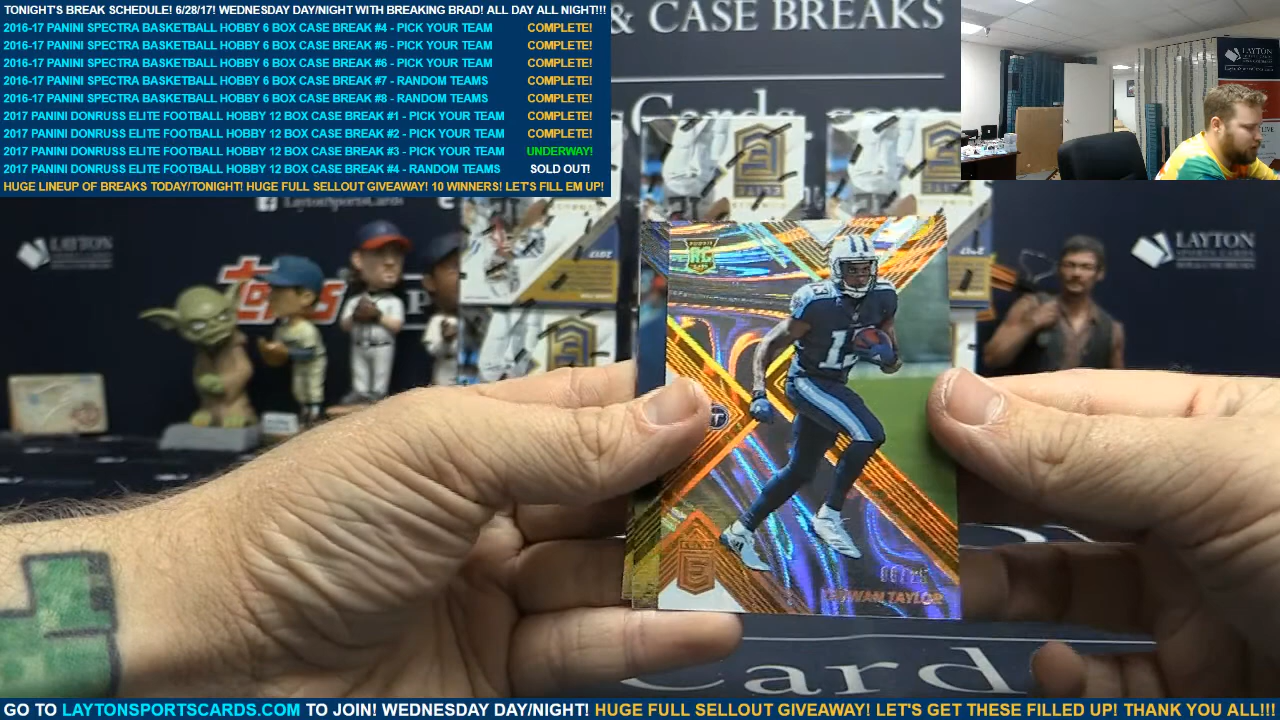 TONIGHT'S BREAK SCHEDULE! 6/28/17! WEDNESDAY DAY/NIGHT WITH BREAKING BRAD! ALL DAY ALL NIGHT!!!
2016-17 PANINI SPECTRA BASKETBALL HOBBY 6 BOX CASE BREAK #4 - PICK YOUR TEAM COMPLETE!
2016-17 PANINI SPECTRA BASKETBALL HOBBY 6 BOX CASE BREAK #5 - PICK YOUR TEAM COMPLETE!
2016-17 PANINI SPECTRA BASKETBALL HOBBY 6 BOX CASE BREAK #6 - PICK YOUR TEAM COMPLETE!
2016-17 PANINI SPECTRA BASKETBALL HOBBY 6 BOX CASE BREAK #7 - RANDOM TEAMS COMPLETE!
2016-17 PANINI SPECTRA BASKETBALL HOBBY 6 BOX CASE BREAK #8 - RANDOM TEAMS COMPLETE!
2017 PANINI DONRUSS ELITE FOOTBALL HOBBY 12 BOX CASE BREAK #1 - PICK YOUR TEAM COMPLETE!
2017 PANINI DONRUSS ELITE FOOTBALL HOBBY 12 BOX CASE BREAK #2 - PICK YOUR TEAM COMPLETE!
2017 PANINI DONRUSS ELITE FOOTBALL HOBBY 12 BOX CASE BREAK #3 - PICK YOUR TEAM UNDERWAY!
2017 PANINI DONRUSS ELITE FOOTBALL HOBBY 12 BOX CASE BREAK #4 - RANDOM TEAMS SOLD OUT!
HUGE LINEUP OF BREAKS TODAY/TONIGHT! HUGE FULL SELLOUT GIVEAWAY! 10 WINNERS! LET'S FILL EM UP!
& CASE BREAKS
Cards.com
LaytonSportsCards
LAYTON
LAYTON
LAYTON
topps
2017
2017
RC
13
TAYLOR
Card
GO TO LAYTONSPORTSCARDS.COM TO JOIN! WEDNESDAY DAY/NIGHT! HUGE FULL SELLOUT GIVEAWAY! LET'S GET THESE FILLED UP! THANK YOU ALL!!!